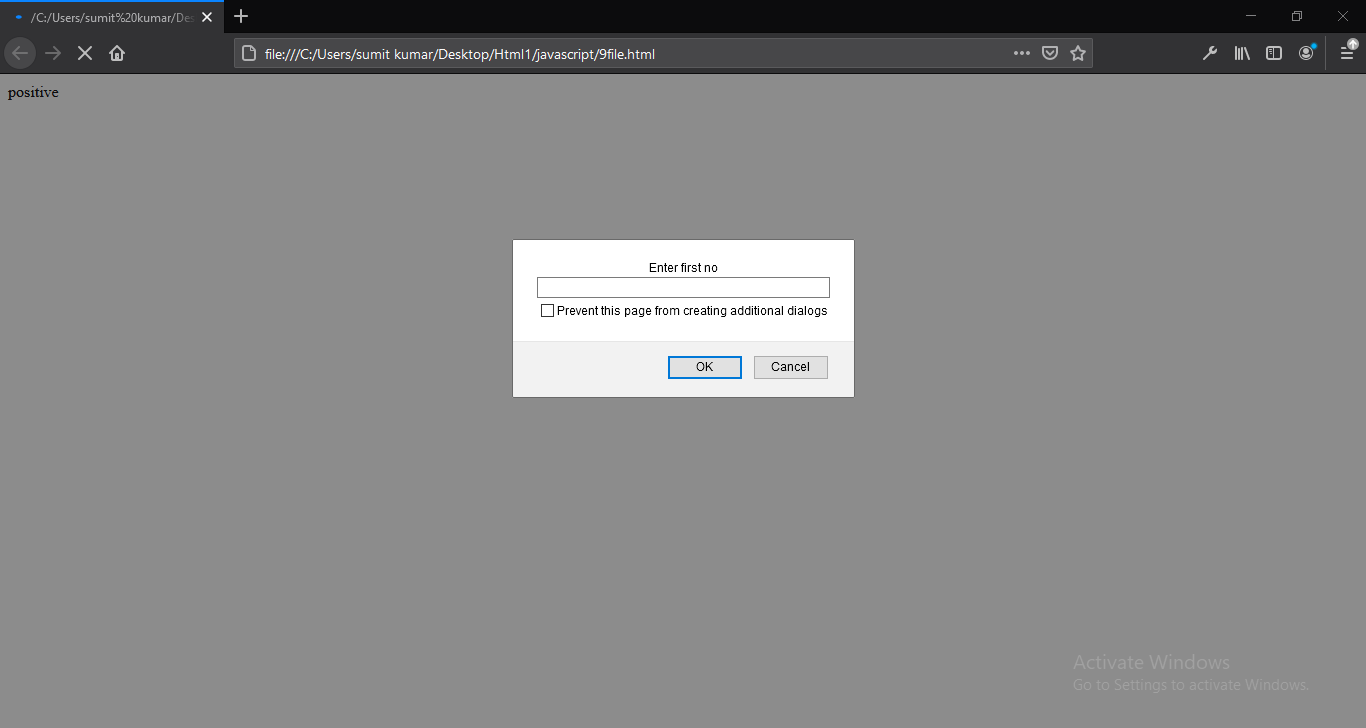 /C:/Users/sumit%20kumar/Des
file:///C:/Users/sumit kumar/Desktop/Html1/javascript/9file.html
positive
Enter first no
Prevent this page from creating additional dialogs
OK
Cancel
Activate Windows
Go to Settings to activate Windows.